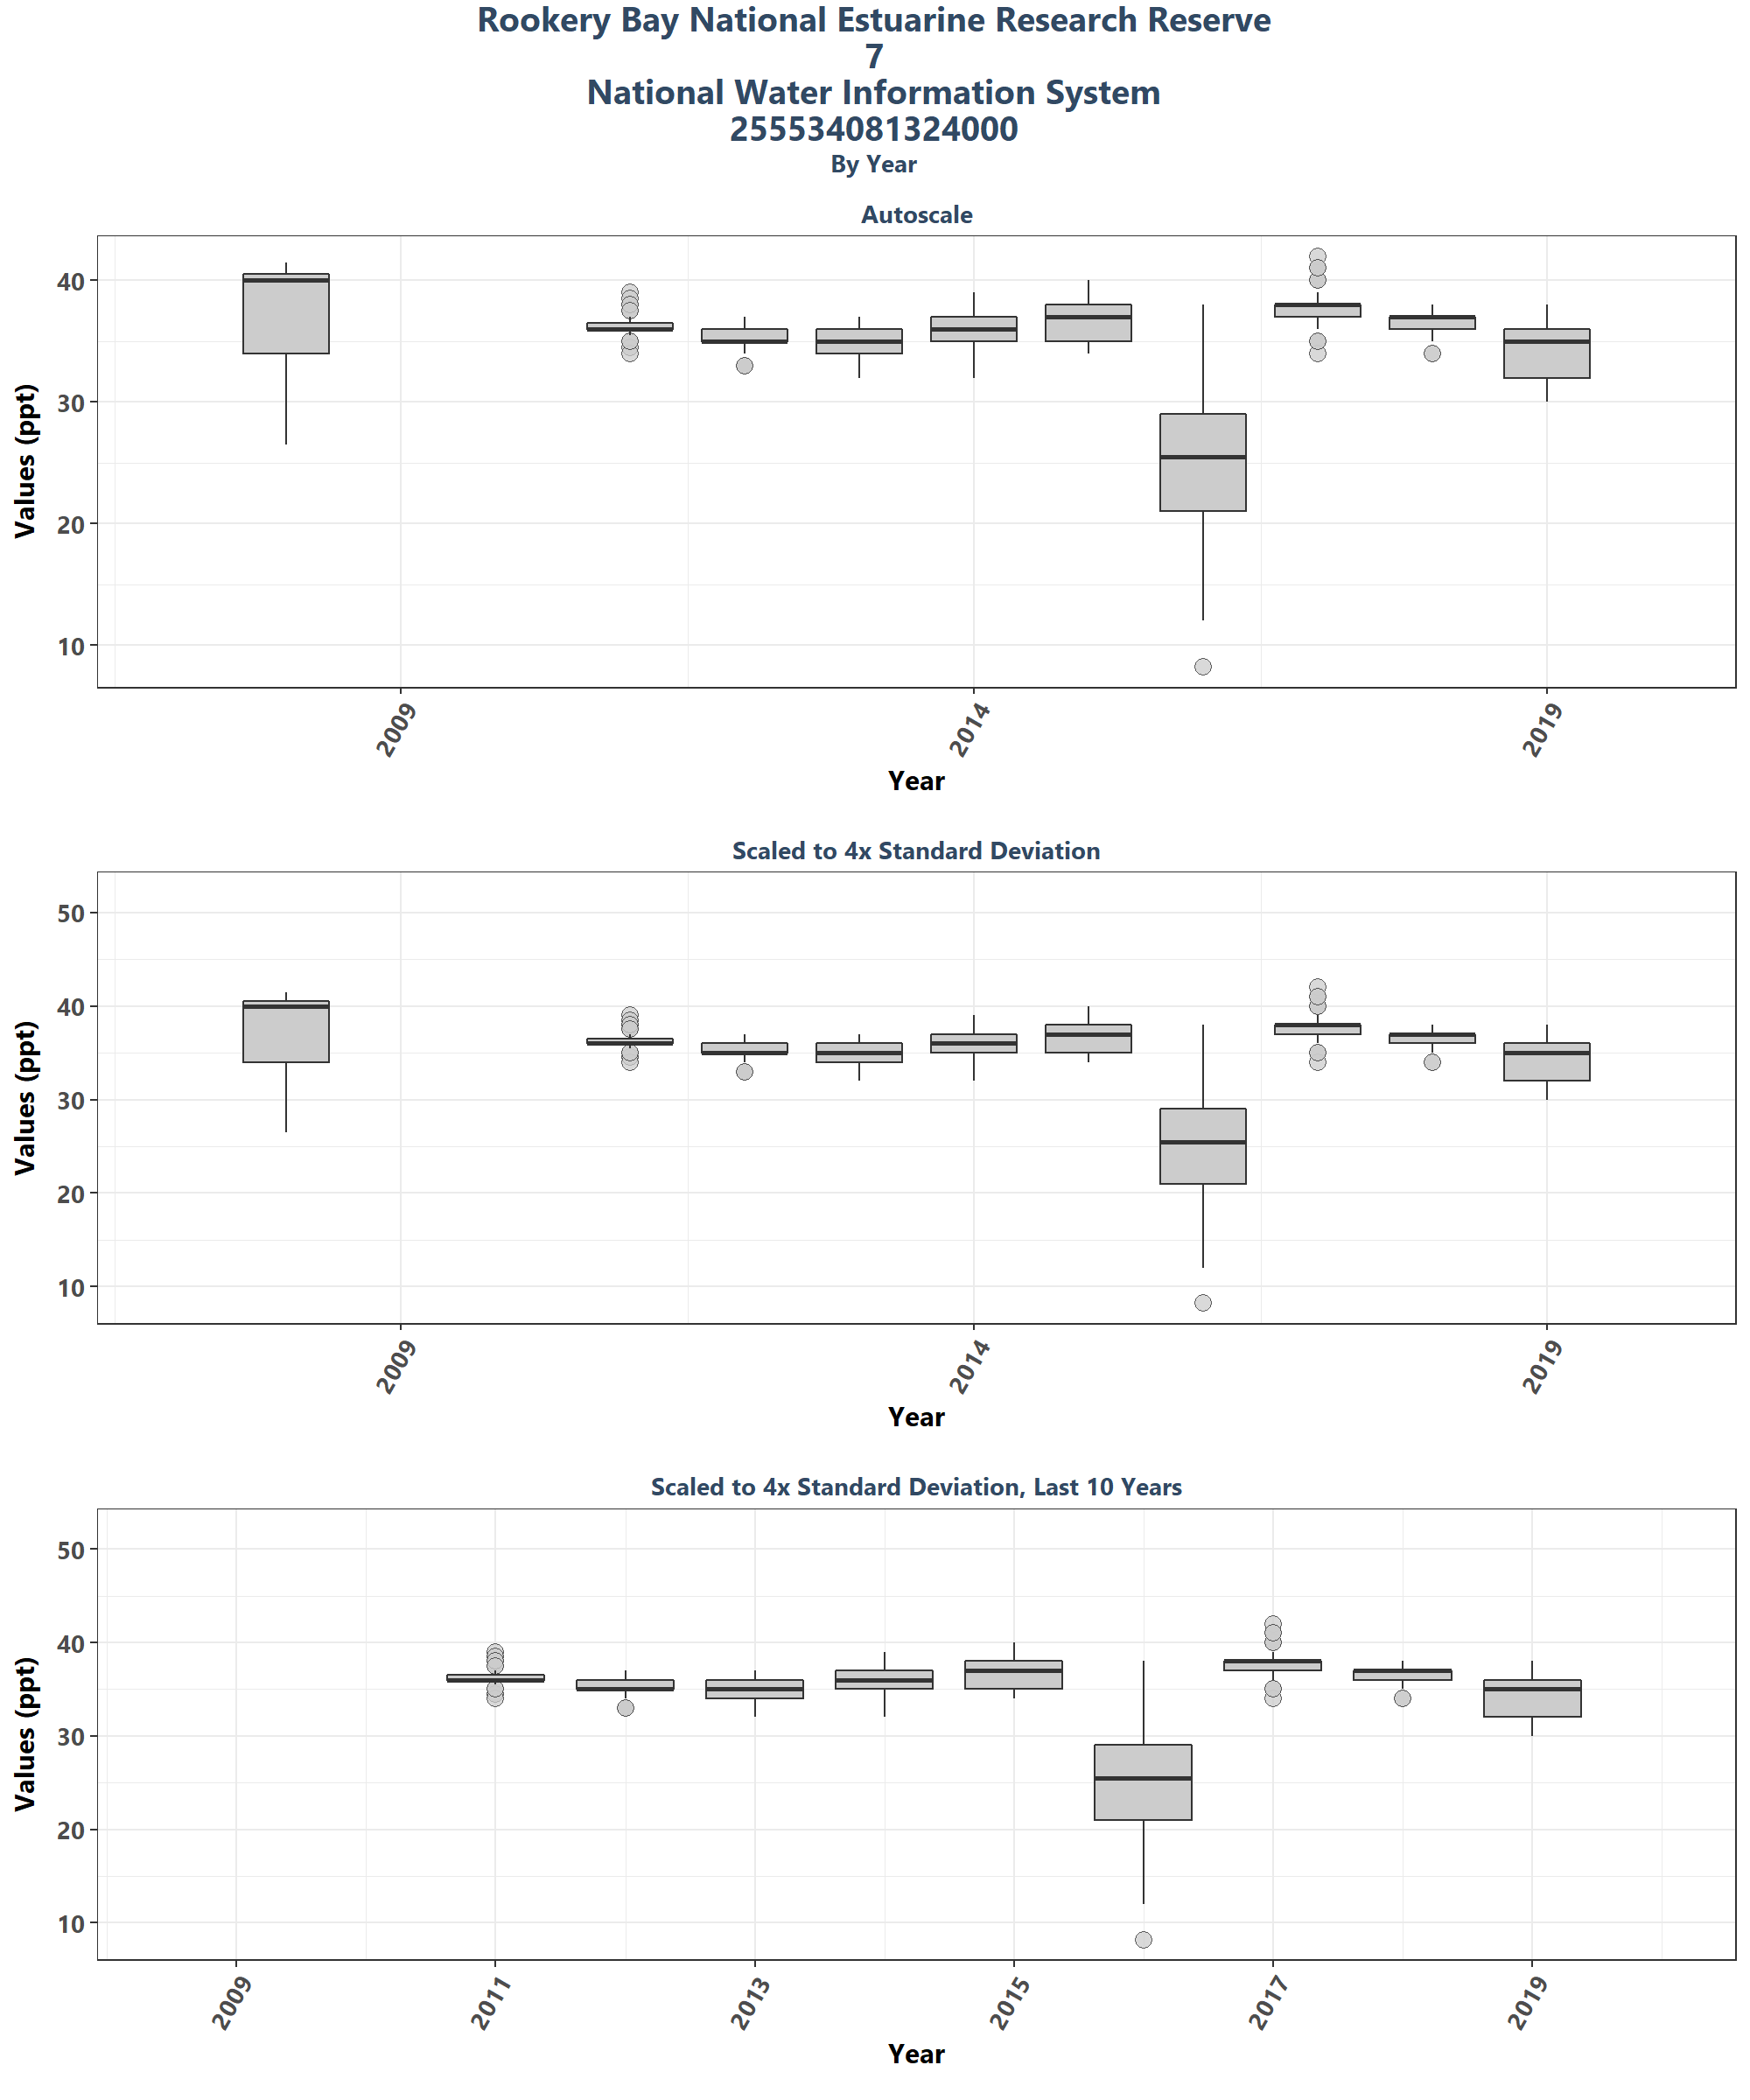 Rookery Bay National Estuarine Research Reserve
7
National Water Information System
255534081324000
By Year
Autoscale
Values (ppt)
40
30
20
10
2009
2014
2019
Year
Scaled to 4x Standard Deviation
Values (ppt)
50
40
30
20
10
2009
2014
2019
Year
Scaled to 4x Standard Deviation, Last 10 Years
Values (ppt)
50
40
30
20
10
2009
2011
2013
2015
2017
2019
Year